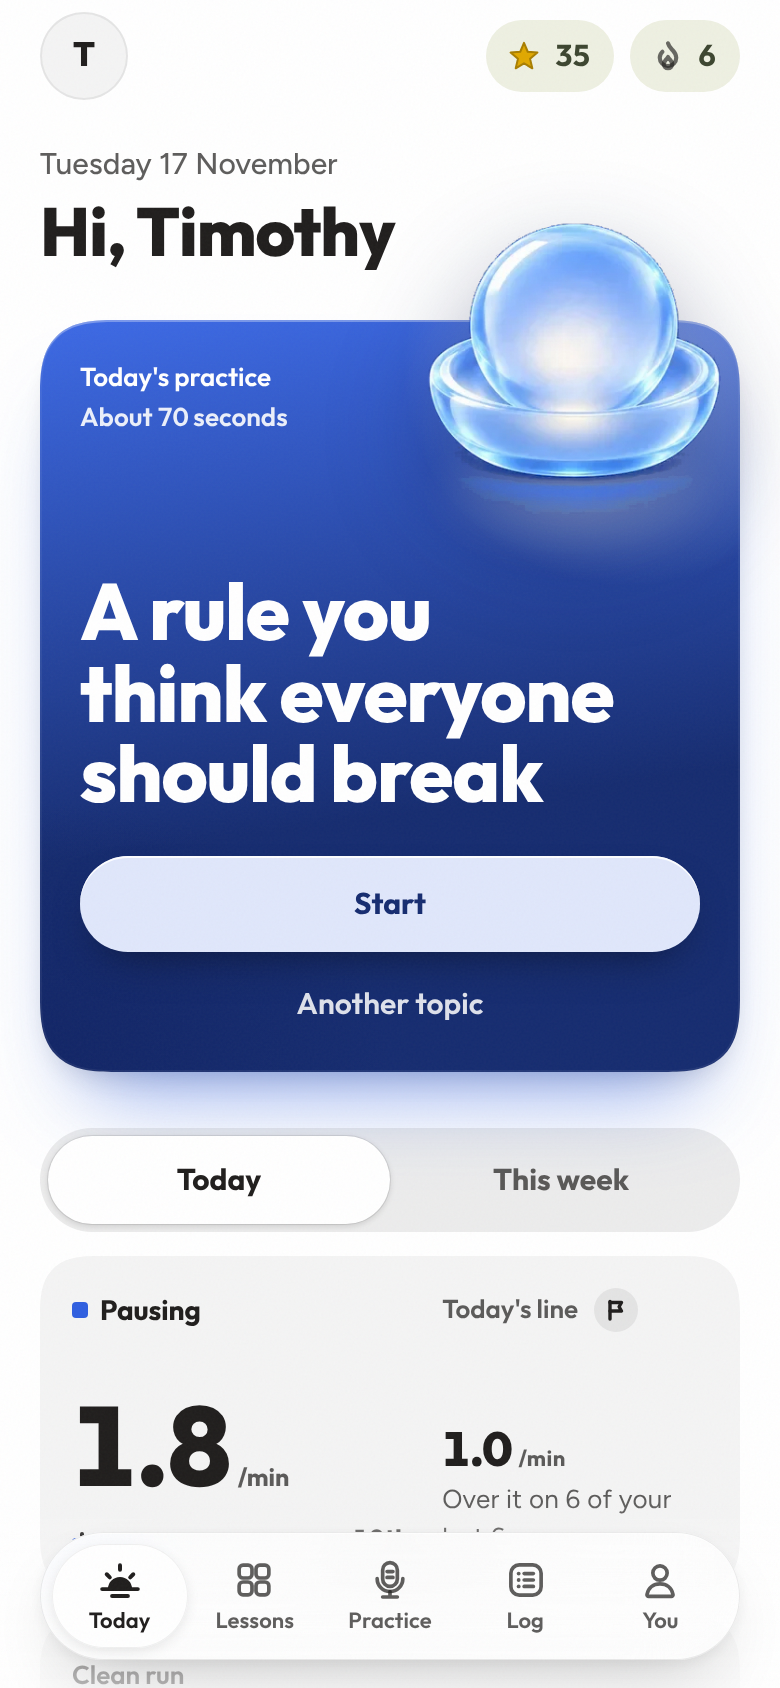 T
35
6
Tuesday 17 November
Hi, Timothy
Today's practice
About 70 seconds
A rule you
think everyone
should break
Start
Another topic
Today
This week
Pausing
Today's line
1.8 /min
1.0 /min
Over it on 6 of your
Today
Lessons
Practice
Log
You
Clean run